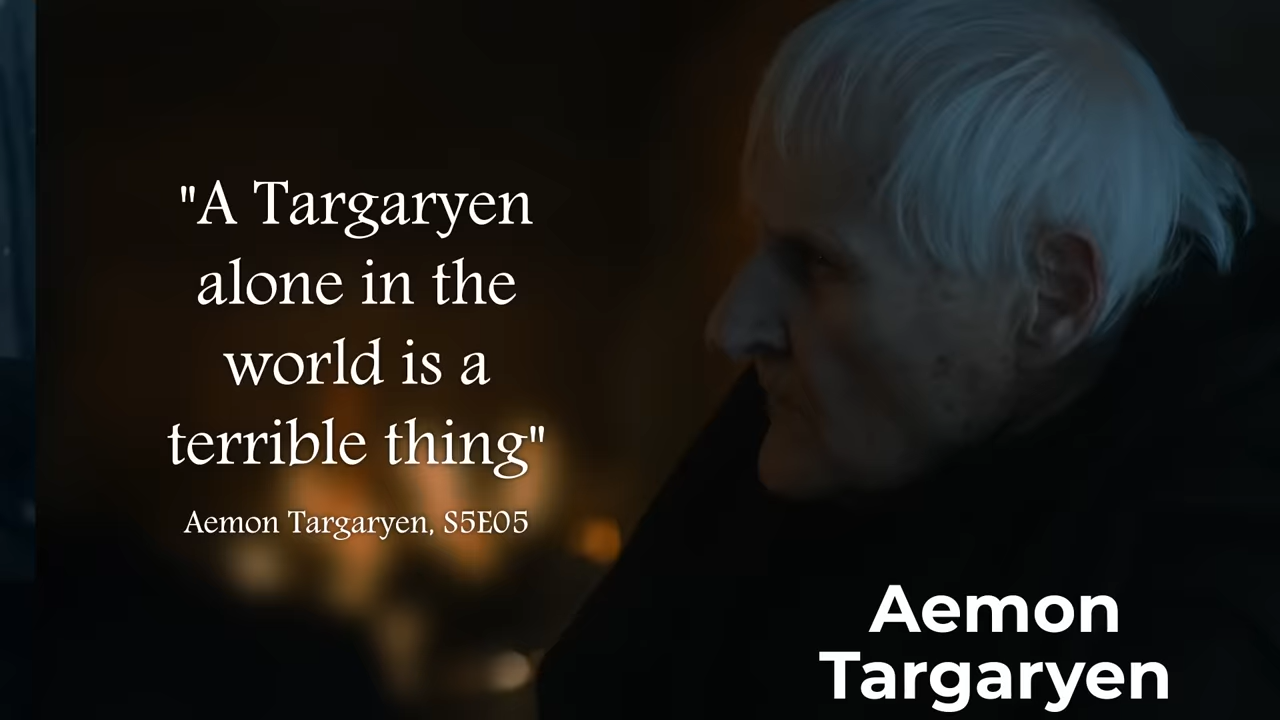 "A Targaryen
alone in the
world is a
terrible thing"
Aemon Targaryen, S5E05
Aemon
Targaryen